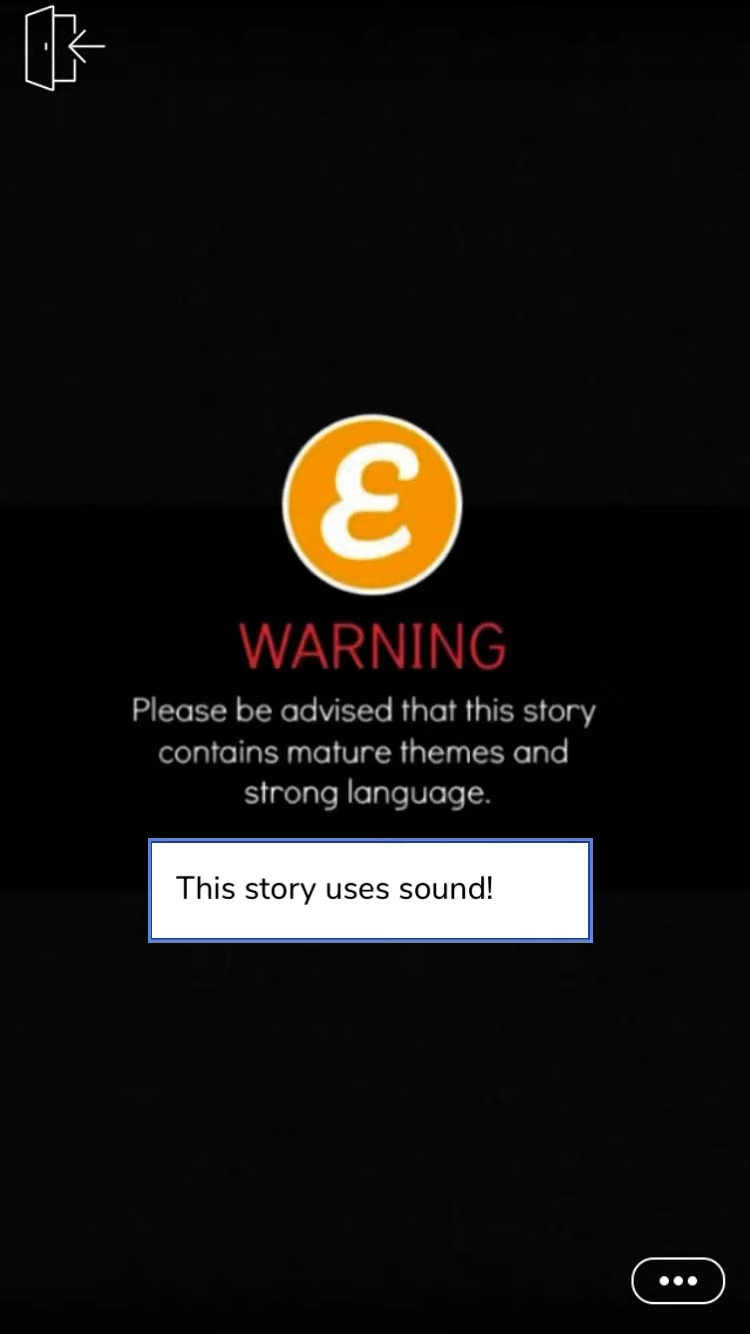 ε
WARNING
Please be advised that this story
contains mature themes and
strong language.
This story uses sound!